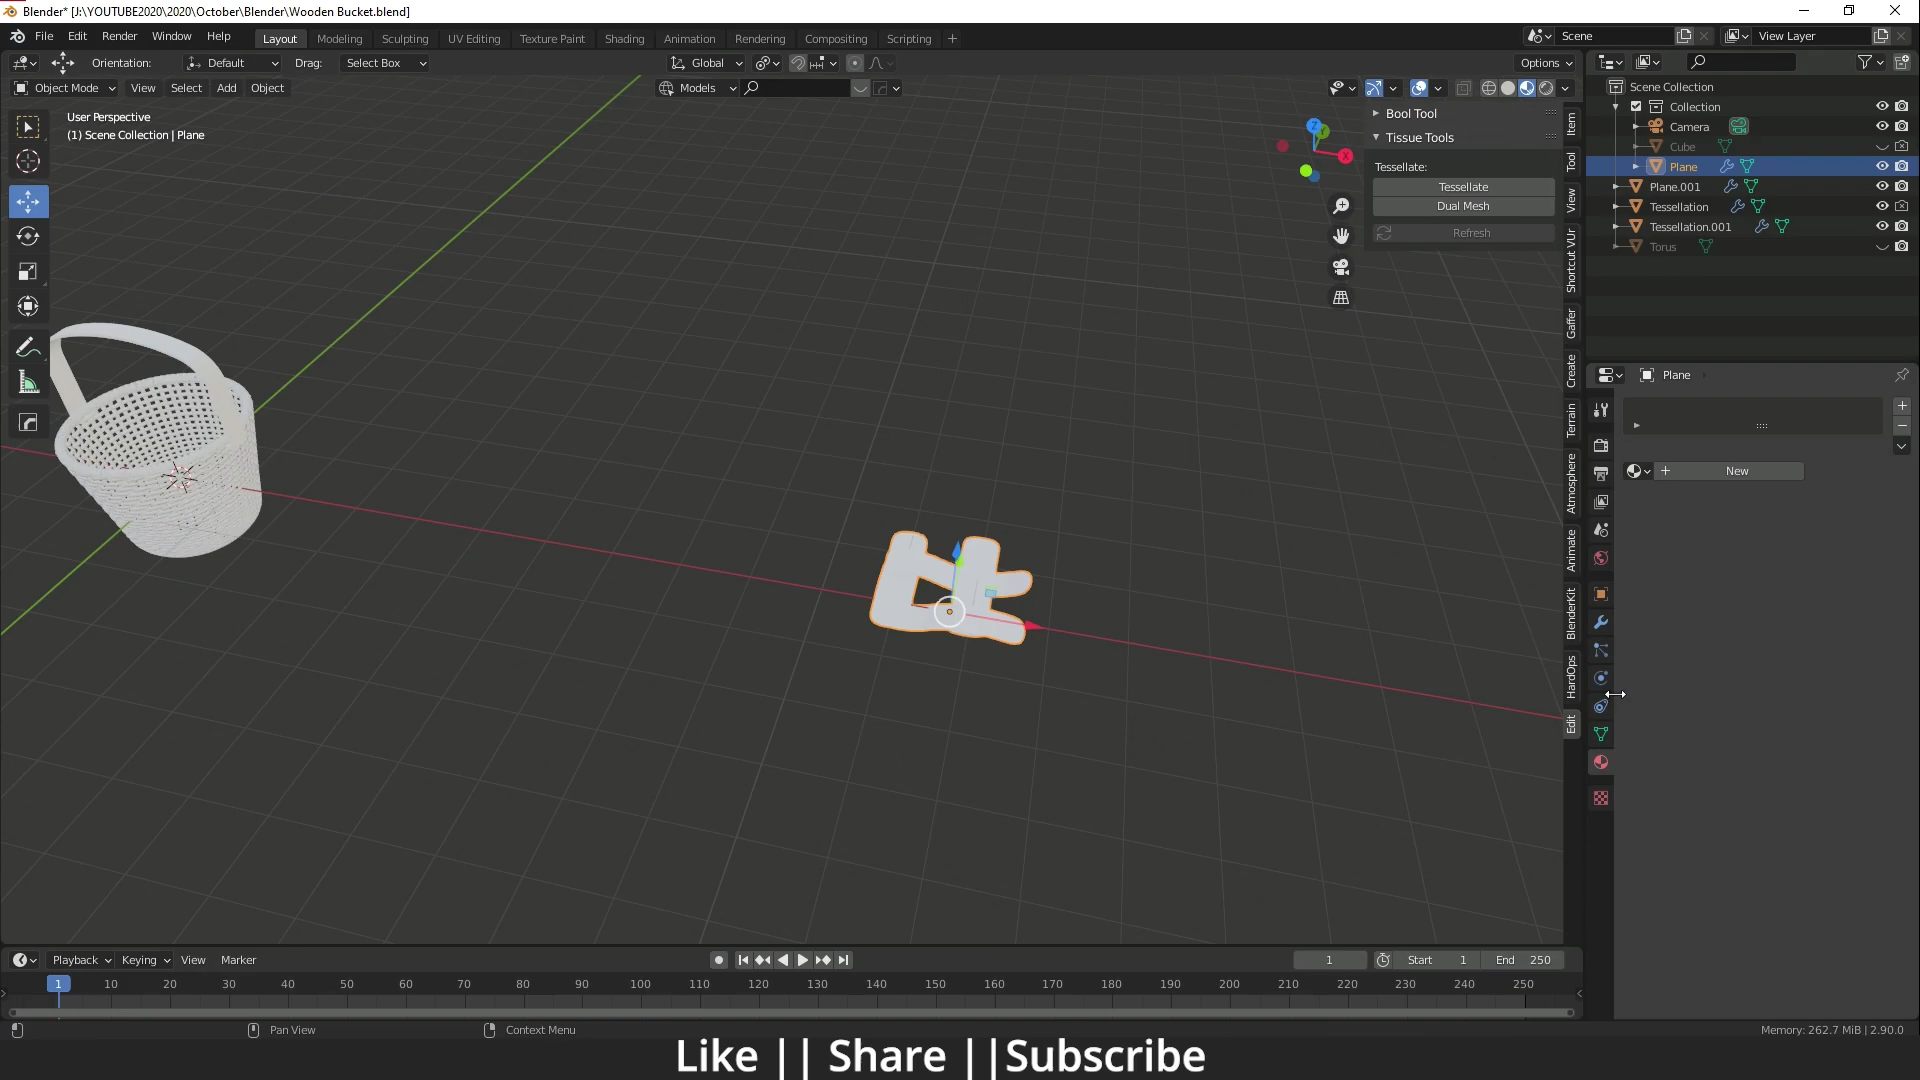 Blender* [J:\YOUTUBE2020\2020\October\Blender\Wooden Bucket.blend]
File Edit Render Window Help Layout Modeling Sculpting UV Editing Texture Paint Shading Animation Rendering Compositing Scripting + Scene View Layer
Orientation: Default Drag: Select Box Global Options
Object Mode View Select Add Object Models
User Perspective
(1) Scene Collection | Plane
Z
Y
X
Bool Tool
Tissue Tools
Tessellate:
Tessellate
Dual Mesh
Refresh
Item
Tool
View
Shortcut VUr
Gaffer
Create
Terrain
Atmosphere
Animate
BlenderKit
HardOps
Edit
Scene Collection
Collection
Camera
Cube
Plane
Plane.001
Tessellation
Tessellation.001
Torus
Plane
+ New
Playback Keying View Marker 1 Start 1 End 250
1 10 20 30 40 50 60 70 80 90 100 110 120 130 140 150 160 170 180 190 200 210 220 230 240 250
Pan View Context Menu Memory: 262.7 MiB | 2.90.0
Like || Share ||Subscribe